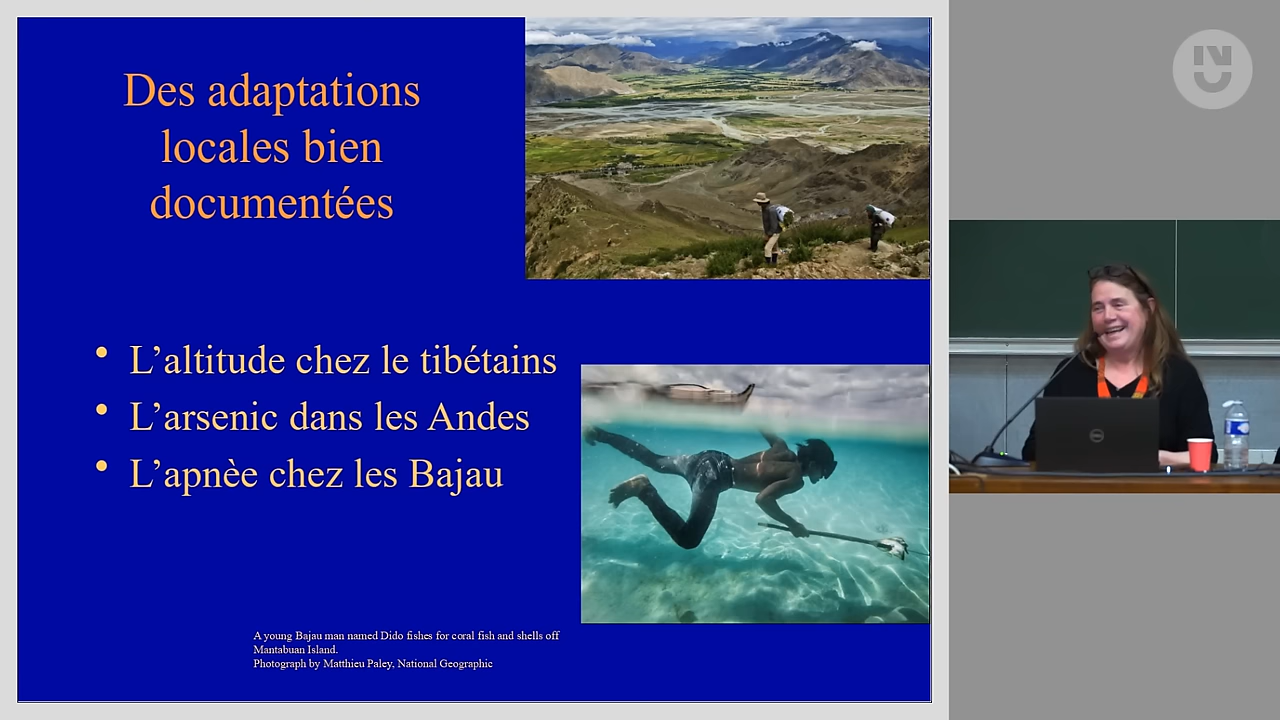 Des adaptations
locales bien
documentées
• L’altitude chez le tibétains
• L’arsenic dans les Andes
• L’apnèe chez les Bajau
A young Bajau man named Dido fishes for coral fish and shells off
Mantabuan Island.
Photograph by Matthieu Paley, National Geographic